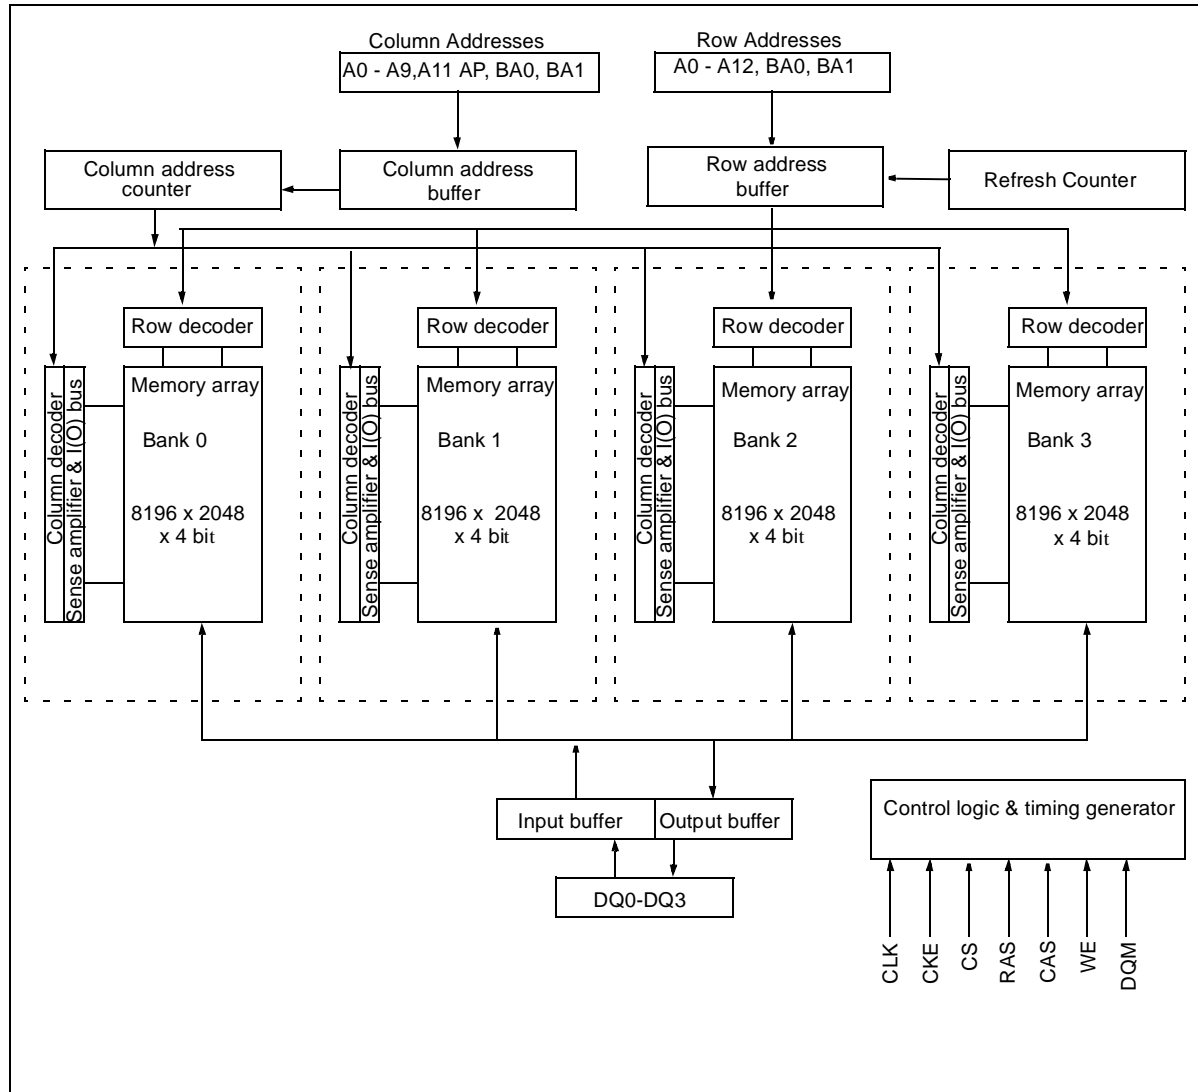 Column Addresses
A0 - A9,A11 AP, BA0, BA1
Row Addresses
A0 - A12, BA0, BA1
Column address
counter
Column address
buffer
Row address
buffer
Refresh Counter
Row decoder
Row decoder
Row decoder
Row decoder
Column decoder
Sense amplifier & I(O) bus
Memory array
Bank 0
8196 x 2048
x 4 bit
Column decoder
Sense amplifier & I(O) bus
Memory array
Bank 1
8196 x 2048
x 4 bit
Column decoder
Sense amplifier & I(O) bus
Memory array
Bank 2
8196 x 2048
x 4 bit
Column decoder
Sense amplifier & I(O) bus
Memory array
Bank 3
8196 x 2048
x 4 bit
Input buffer
Output buffer
DQ0-DQ3
Control logic & timing generator
CLK
CKE
CS
RAS
CAS
WE
DQM